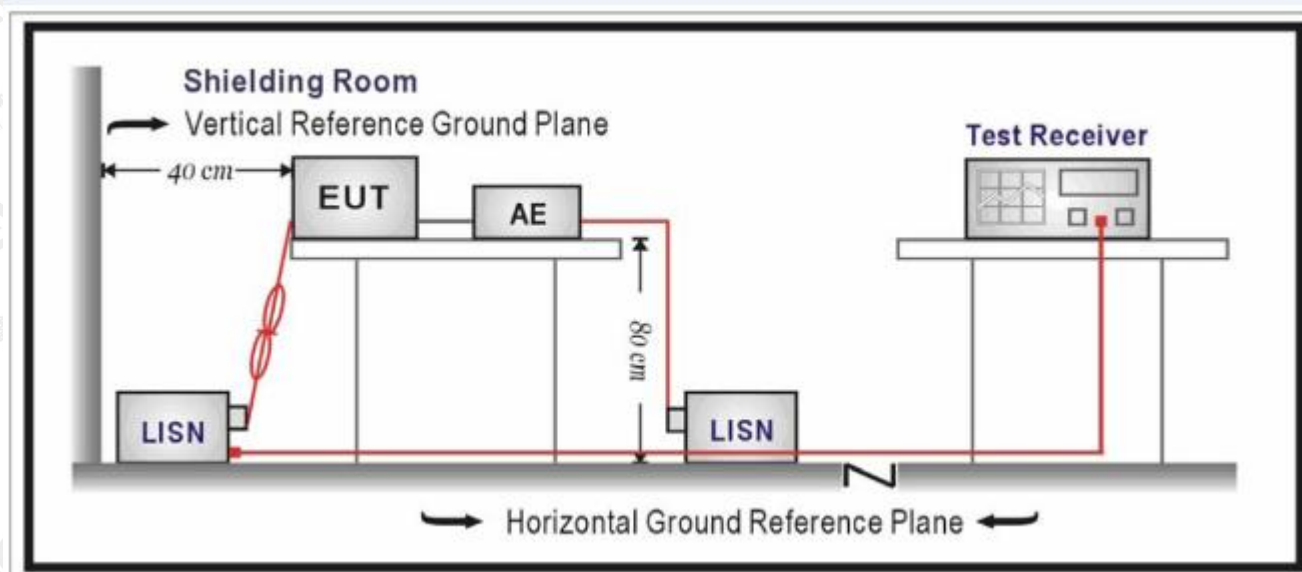 Shielding Room
Vertical Reference Ground Plane
40 cm
EUT
AE
Test Receiver
80 cm
LISN
LISN
Horizontal Ground Reference Plane